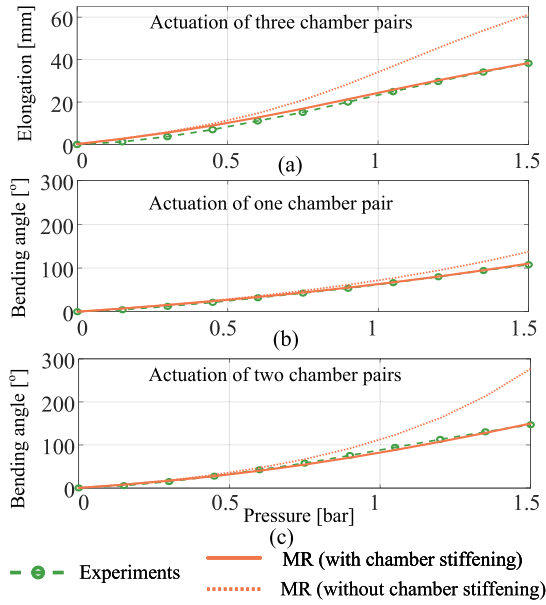 Actuation of three chamber pairs
Elongation [mm]
60
40
20
0
0 0.5 1 1.5
(a)
Actuation of one chamber pair
Bending angle [°]
300
200
100
0
0 0.5 1 1.5
(b)
Actuation of two chamber pairs
Bending angle [°]
300
200
100
0
0 0.5 1 1.5
Pressure [bar]
(c)
Experiments
MR (with chamber stiffening)
MR (without chamber stiffening)